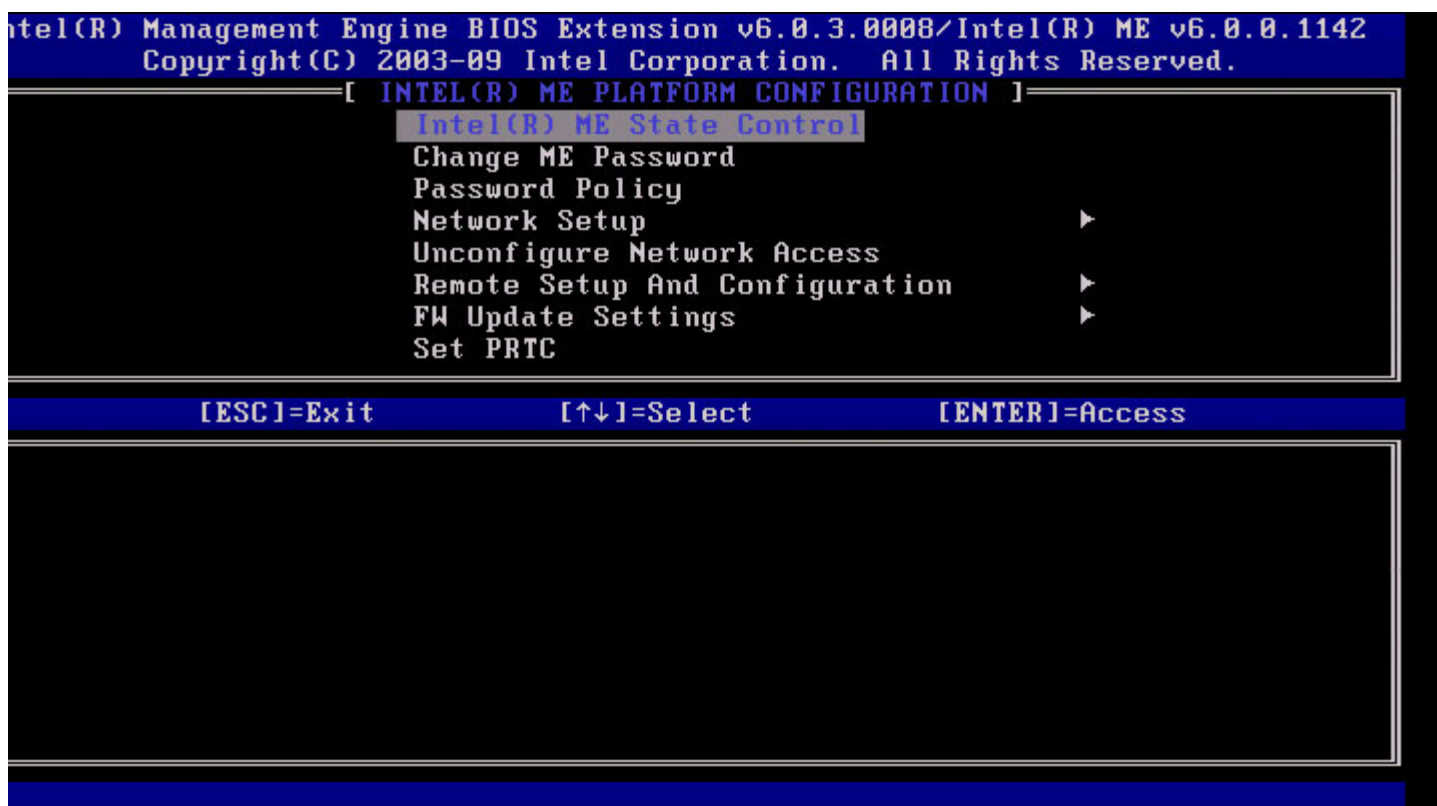 ntel(R) Management Engine BIOS Extension v6.0.3.0008/Intel(R) ME v6.0.0.1142
Copyright(C) 2003-09 Intel Corporation. All Rights Reserved.
[ INTEL(R) ME PLATFORM CONFIGURATION ]
Intel(R) ME State Control
Change ME Password
Password Policy
Network Setup ►
Unconfigure Network Access
Remote Setup And Configuration ►
FW Update Settings ►
Set PRTC
[ESC]=Exit [↑↓]=Select [ENTER]=Access